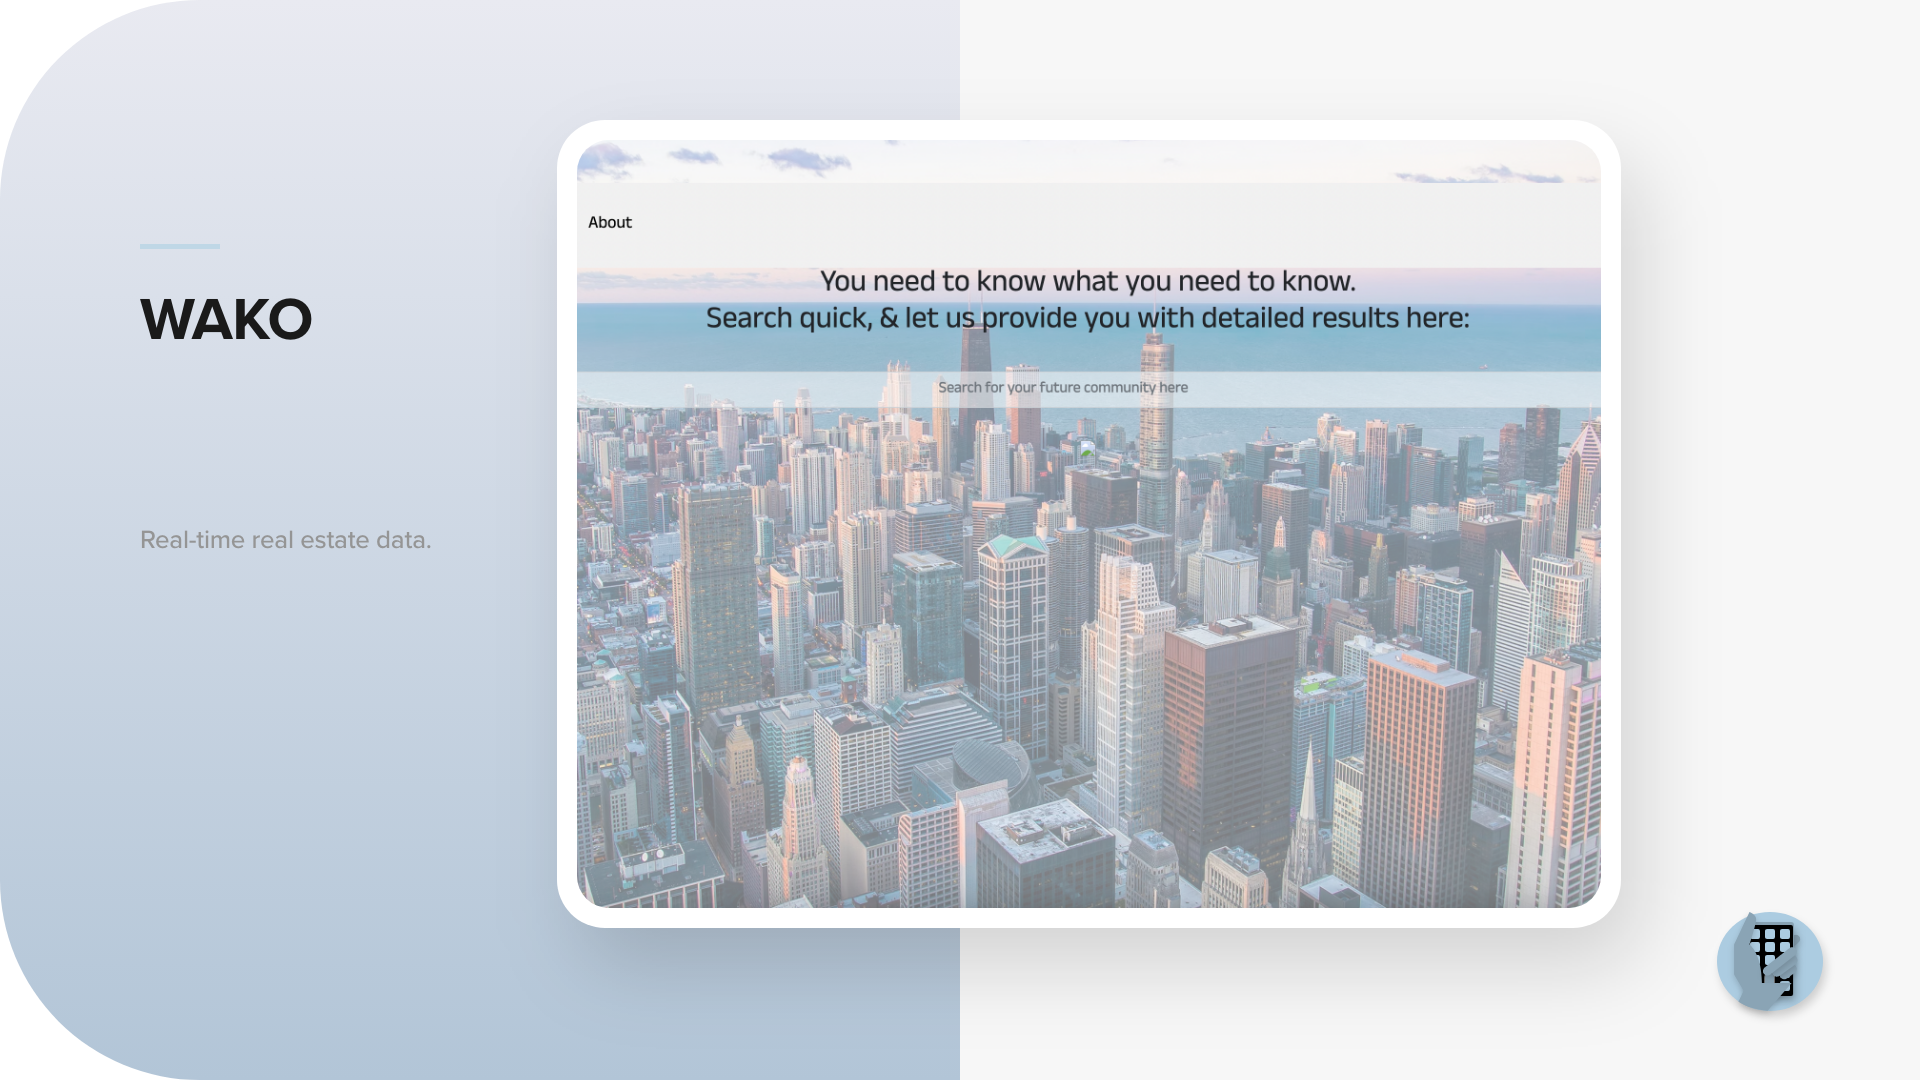 WAKO
Real-time real estate data.
About
You need to know what you need to know.
Search quick, & let us provide you with detailed results here:
Search for your future community here